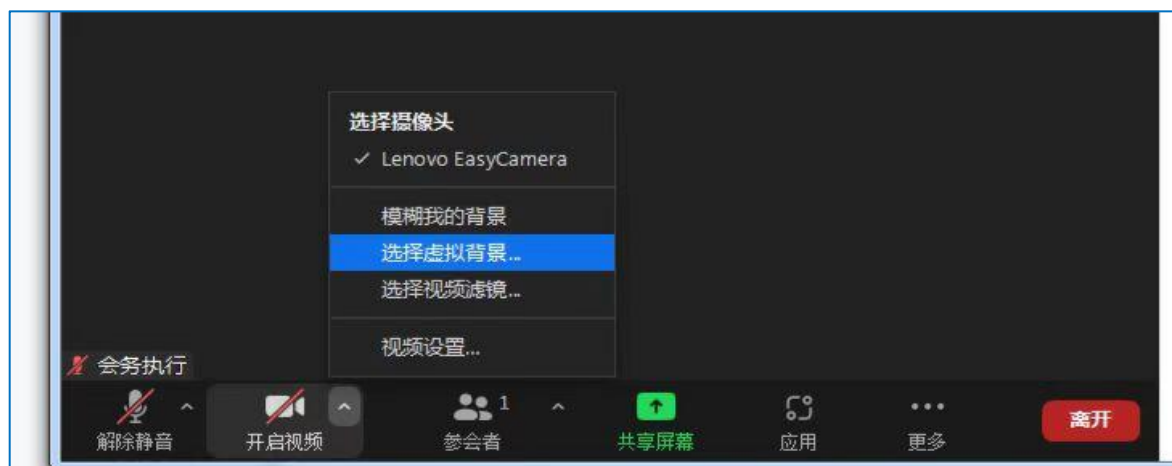 选择摄像头
Lenovo EasyCamera
模糊我的背景
选择虚拟背景...
选择视频滤镜...
视频设置...
会务执行
1
解除静音
开启视频
参会者
共享屏幕
应用
更多
离开